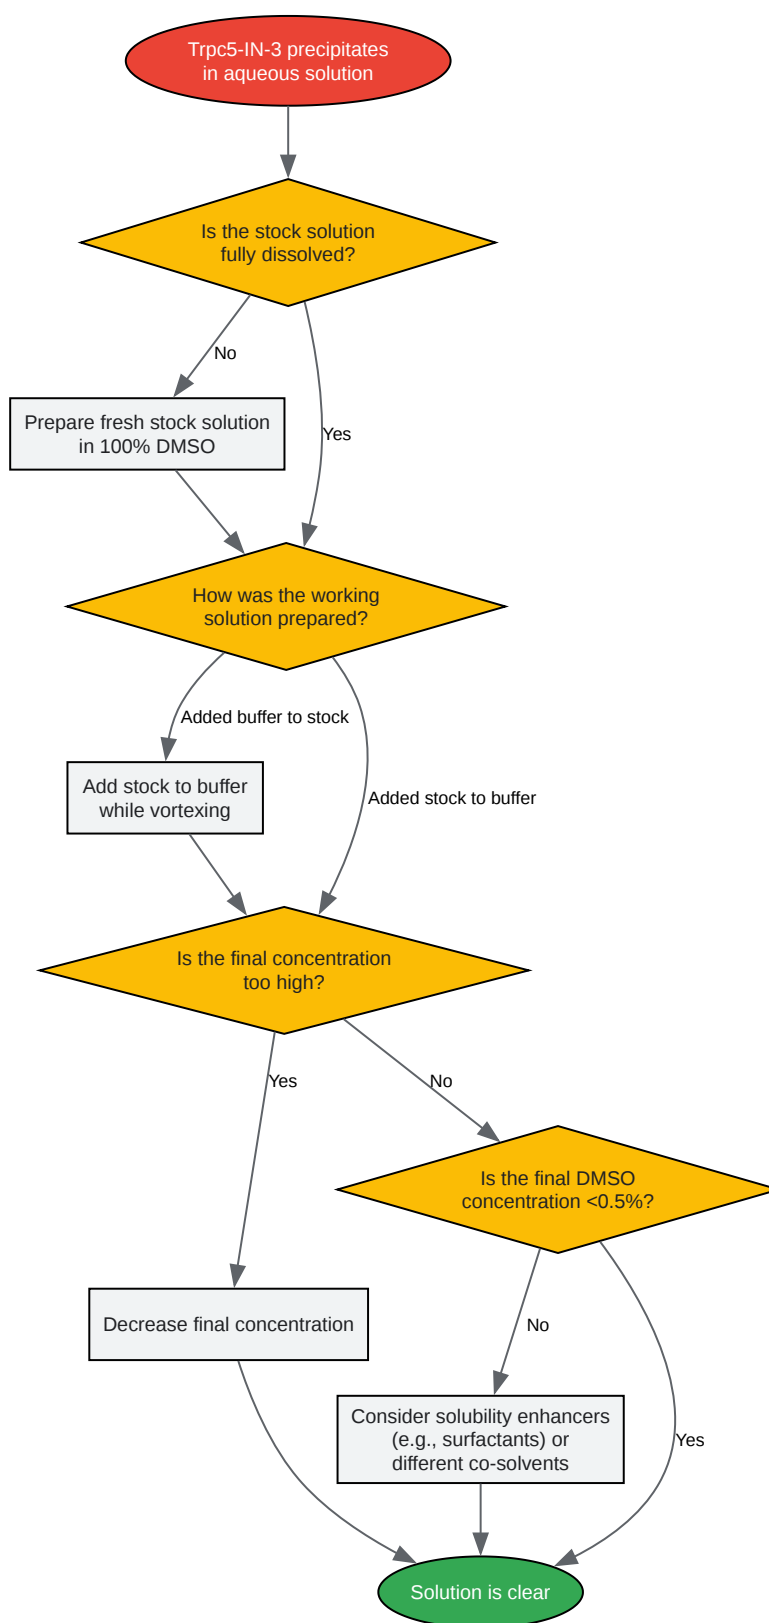 Trpc5-IN-3 precipitates
in aqueous solution
Is the stock solution
fully dissolved?
No
Yes
Prepare fresh stock solution
in 100% DMSO
How was the working
solution prepared?
Added buffer to stock
Added stock to buffer
Add stock to buffer
while vortexing
Is the final concentration
too high?
Yes
No
Is the final DMSO
concentration <0.5%?
Decrease final concentration
No
Yes
Consider solubility enhancers
(e.g., surfactants) or
different co-solvents
Solution is clear